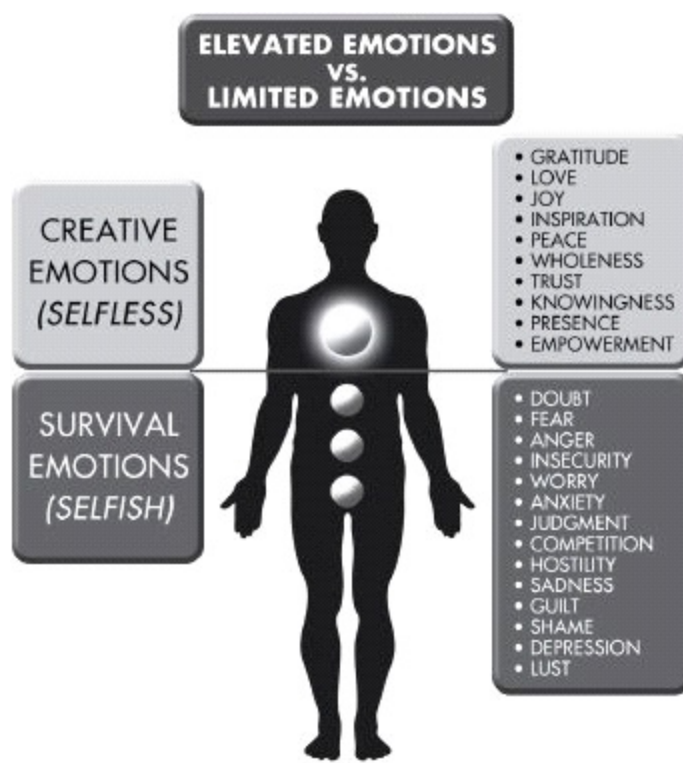 ELEVATED EMOTIONS
VS.
LIMITED EMOTIONS
CREATIVE
EMOTIONS
(SELFLESS)
• GRATITUDE
• LOVE
• JOY
• INSPIRATION
• PEACE
• WHOLENESS
• TRUST
• KNOWINGNESS
• PRESENCE
• EMPOWERMENT
SURVIVAL
EMOTIONS
(SELFISH)
• DOUBT
• FEAR
• ANGER
• INSECURITY
• WORRY
• ANXIETY
• JUDGMENT
• COMPETITION
• HOSTILITY
• SADNESS
• GUILT
• SHAME
• DEPRESSION
• LUST